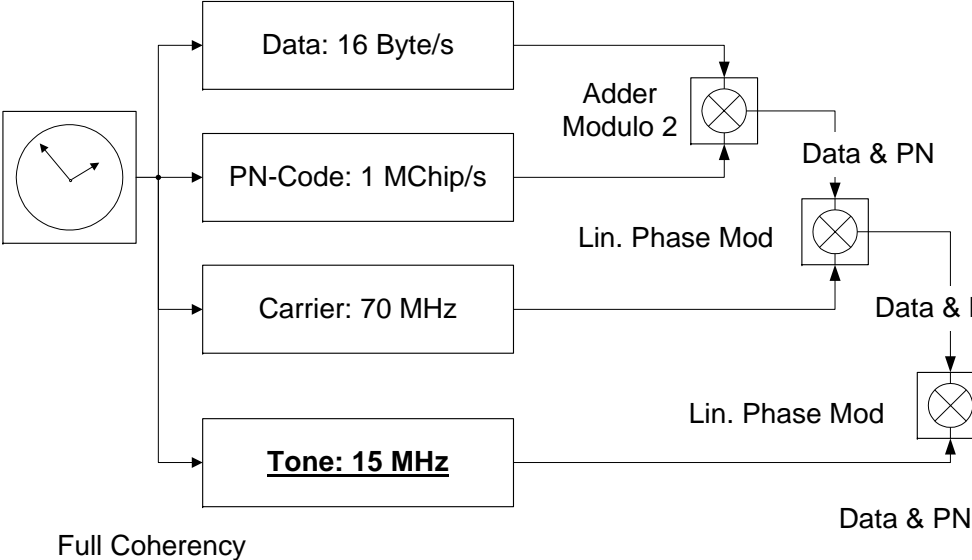 Data: 16 Byte/s
Adder
Modulo 2
Data & PN
PN-Code: 1 MChip/s
Lin. Phase Mod
Carrier: 70 MHz
Data &
Lin. Phase Mod
Tone: 15 MHz
Data & PN
Full Coherency